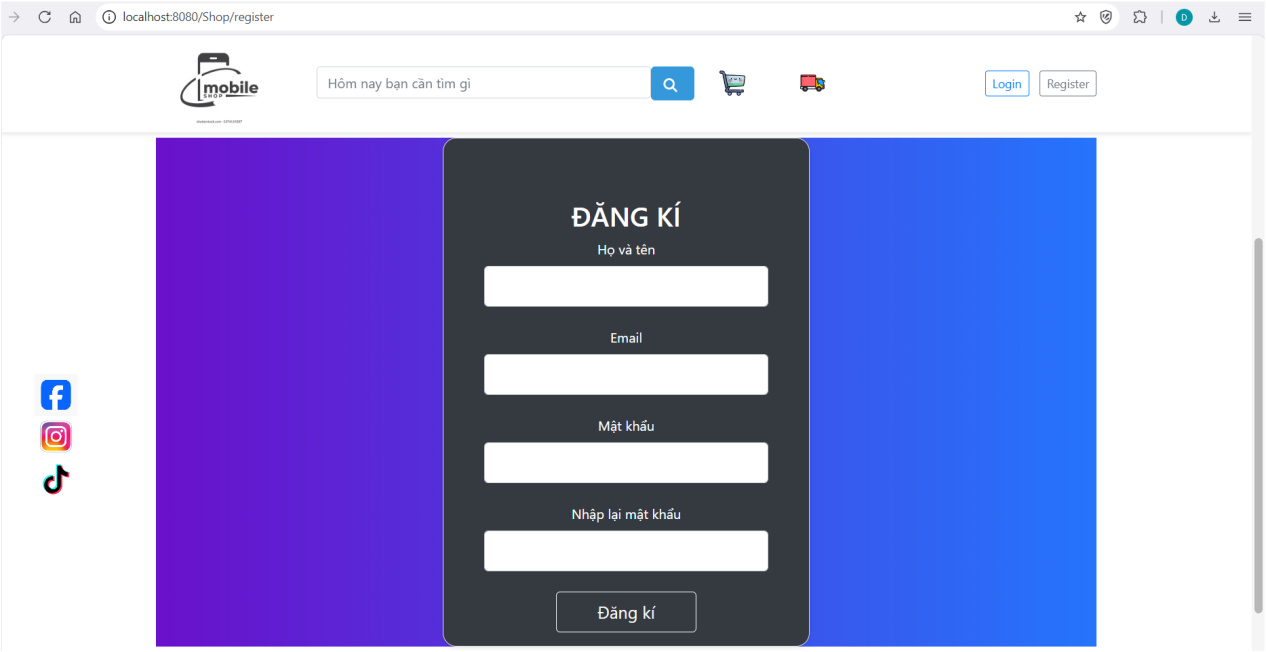 localhost:8080/Shop/register
D
mobile
SHOP
Hôm nay bạn cần tìm gì
Login
Register
ĐĂNG KÍ
Họ và tên
Email
Mật khẩu
Nhập lại mật khẩu
Đăng kí